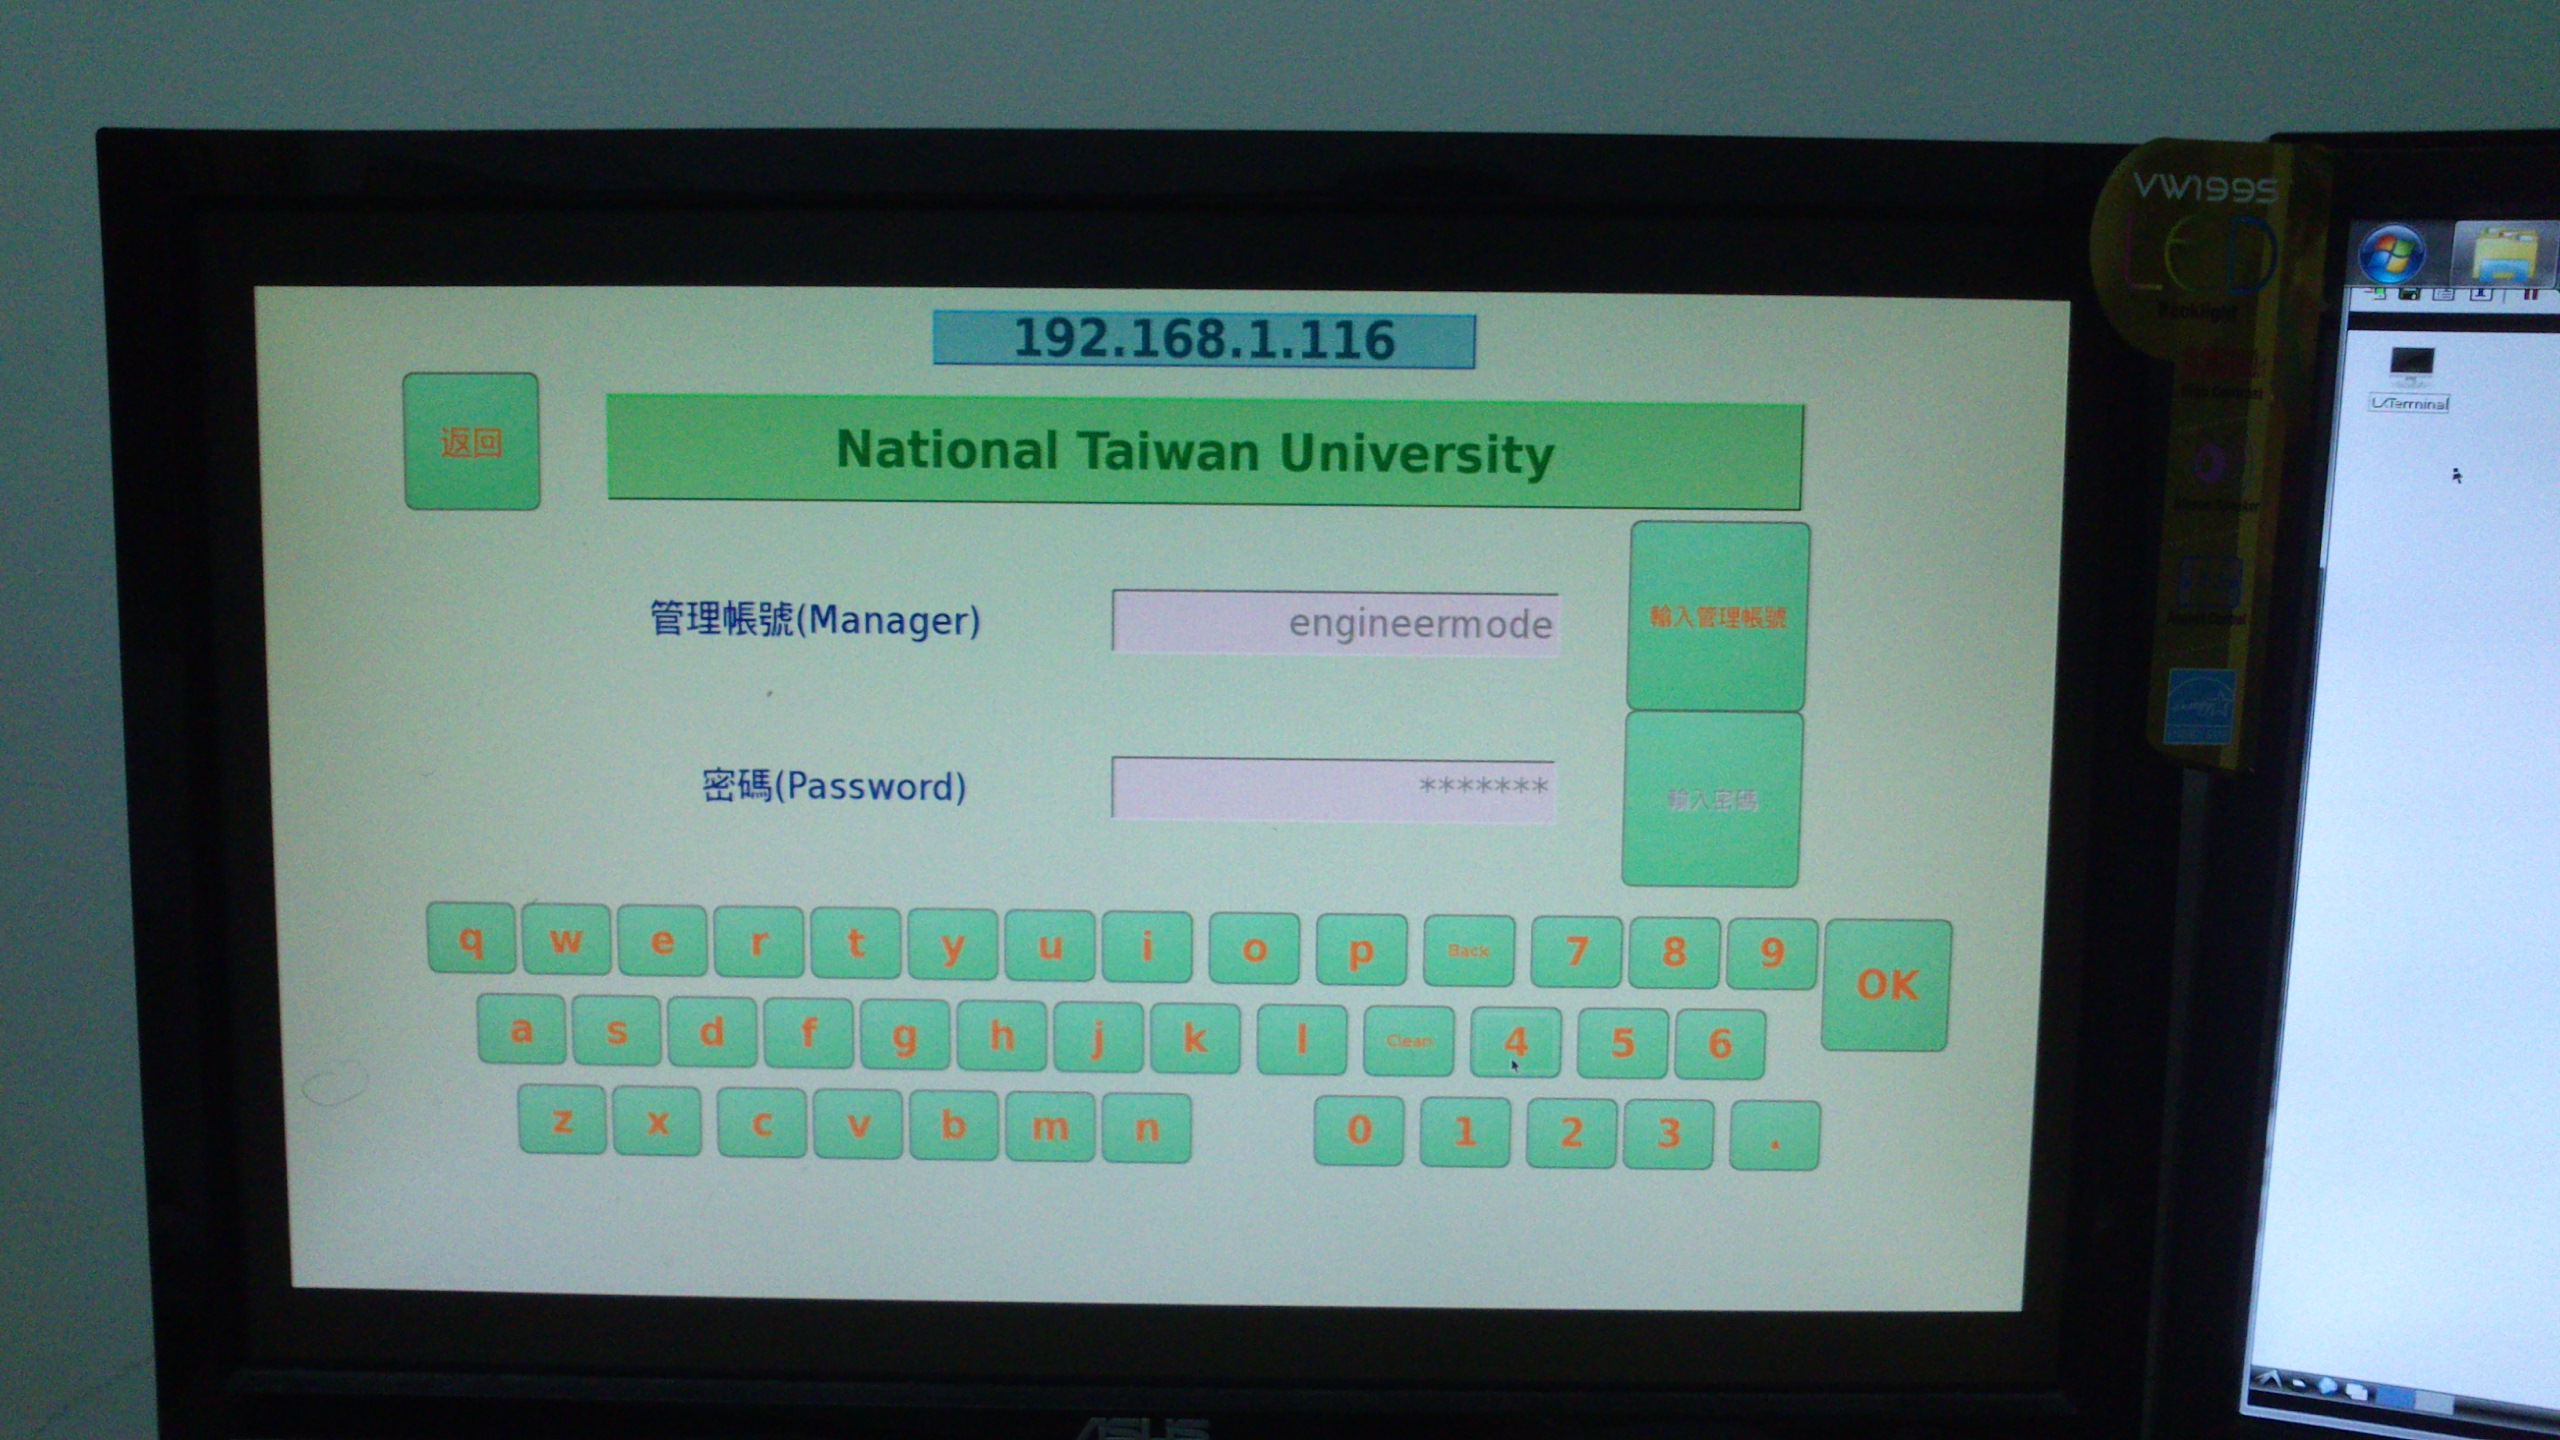 192.168.1.116
返回
National Taiwan University
管理帳號(Manager)
engineermode
輸入管理帳號
密碼(Password)
*******
輸入密碼
q w e r t y u i o p Back 7 8 9 OK
a s d f g h j k l Clean 4 5 6
z x c v b m n 0 1 2 3 .
VW199S
LED
Backlight
LXTerminal
ASUS